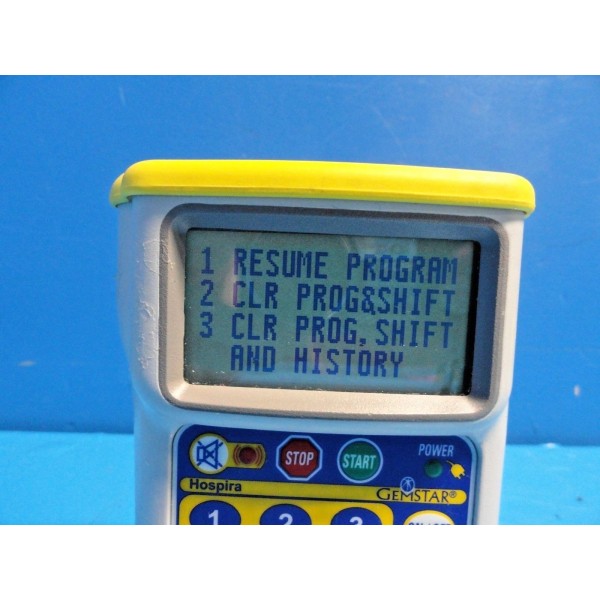 1 RESUME PROGRAM
2 CLR PROG&SHIFT
3 CLR PROG, SHIFT
AND HISTORY
STOP
START
POWER
Hospira
GEMSTAR®
1 2 3